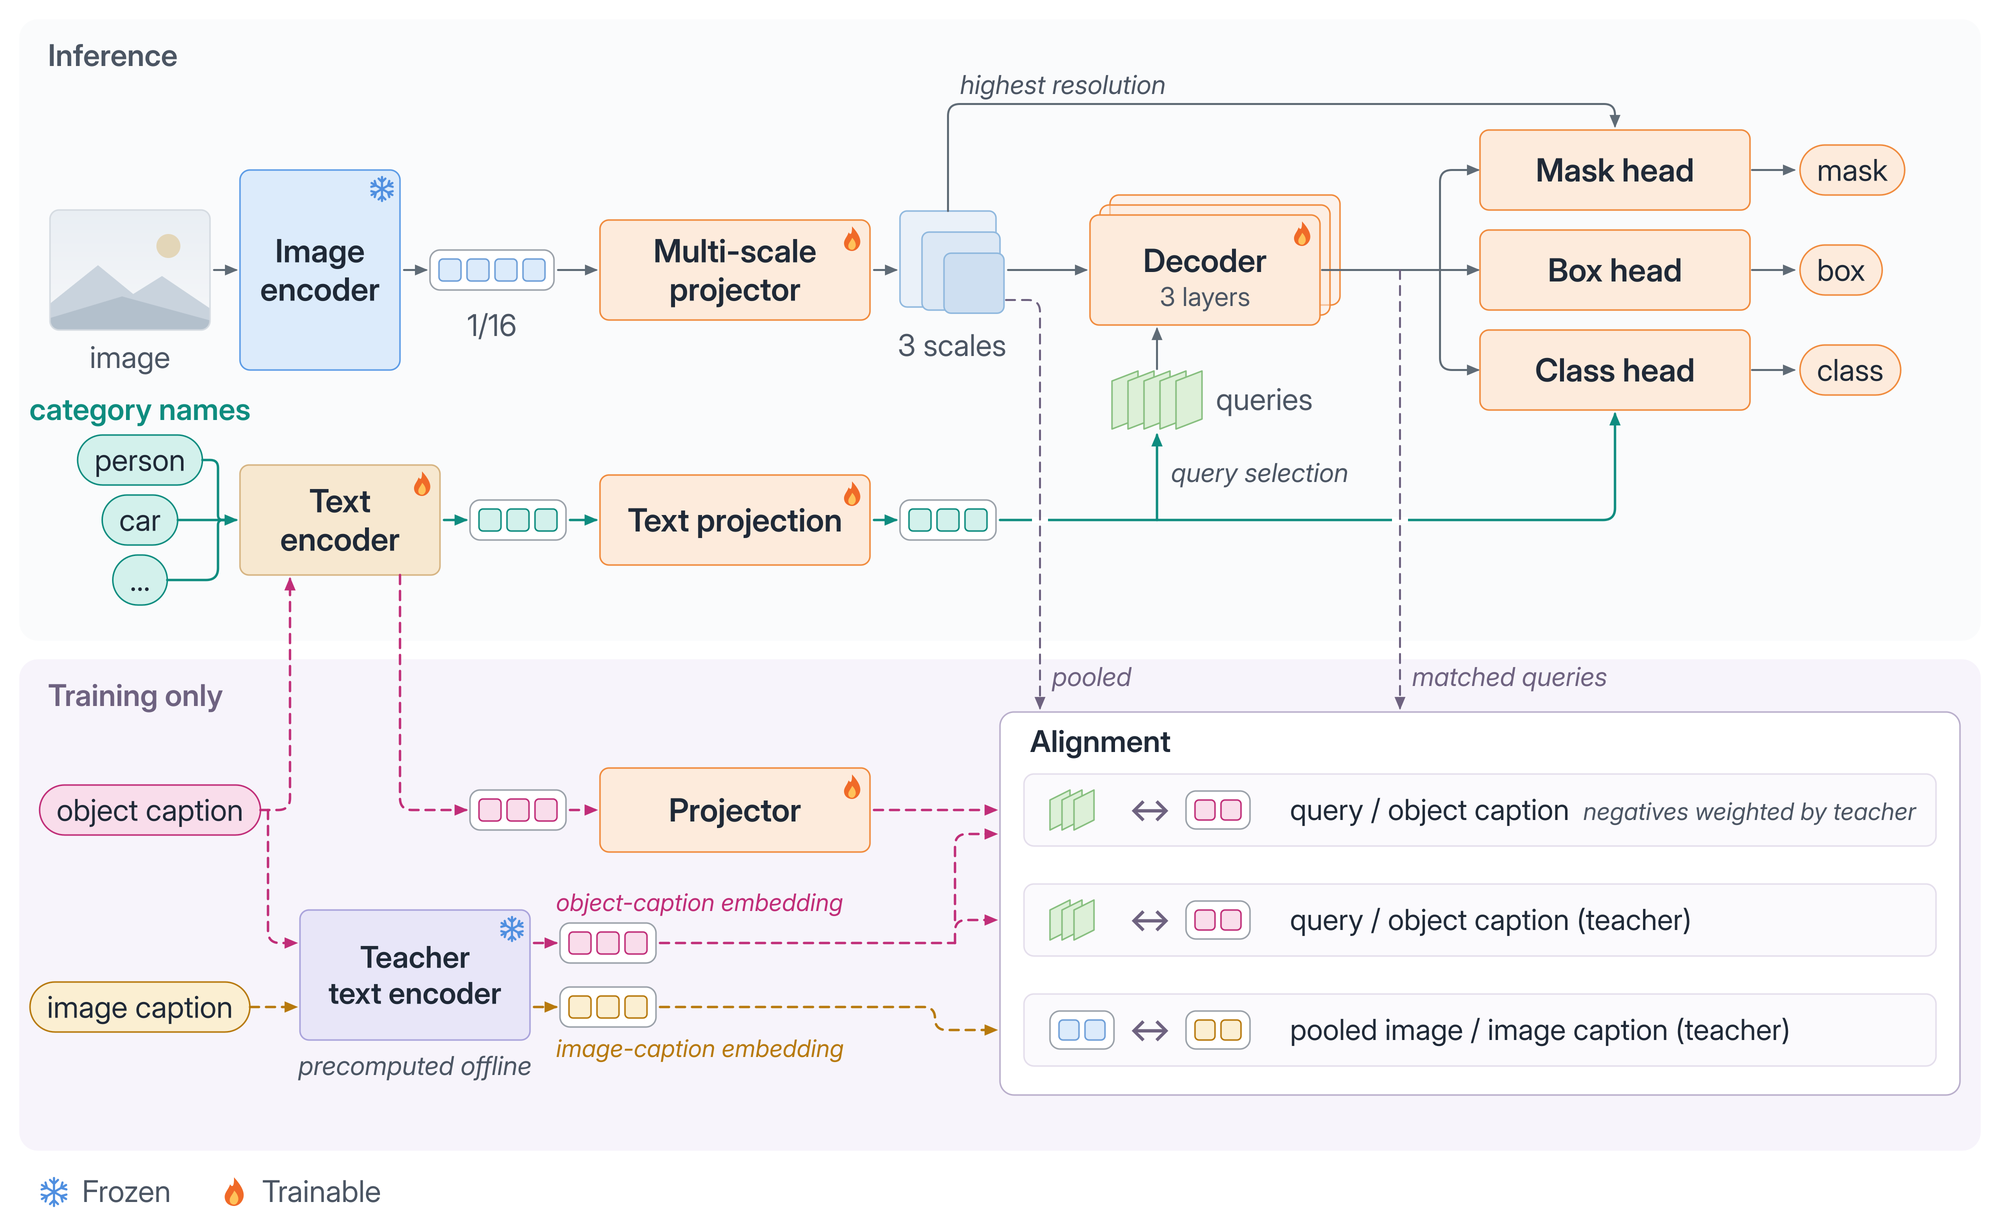 Inference
highest resolution
Mask head
mask
Image
encoder
Multi-scale
projector
Decoder
3 layers
Box head
box
1/16
3 scales
image
Class head
class
category names
queries
person
query selection
car
Text
encoder
Text projection
...
Training only
pooled
matched queries
Alignment
object caption
Projector
query / object caption negatives weighted by teacher
object-caption embedding
query / object caption (teacher)
Teacher
text encoder
image caption
pooled image / image caption (teacher)
image-caption embedding
precomputed offline
Frozen
Trainable